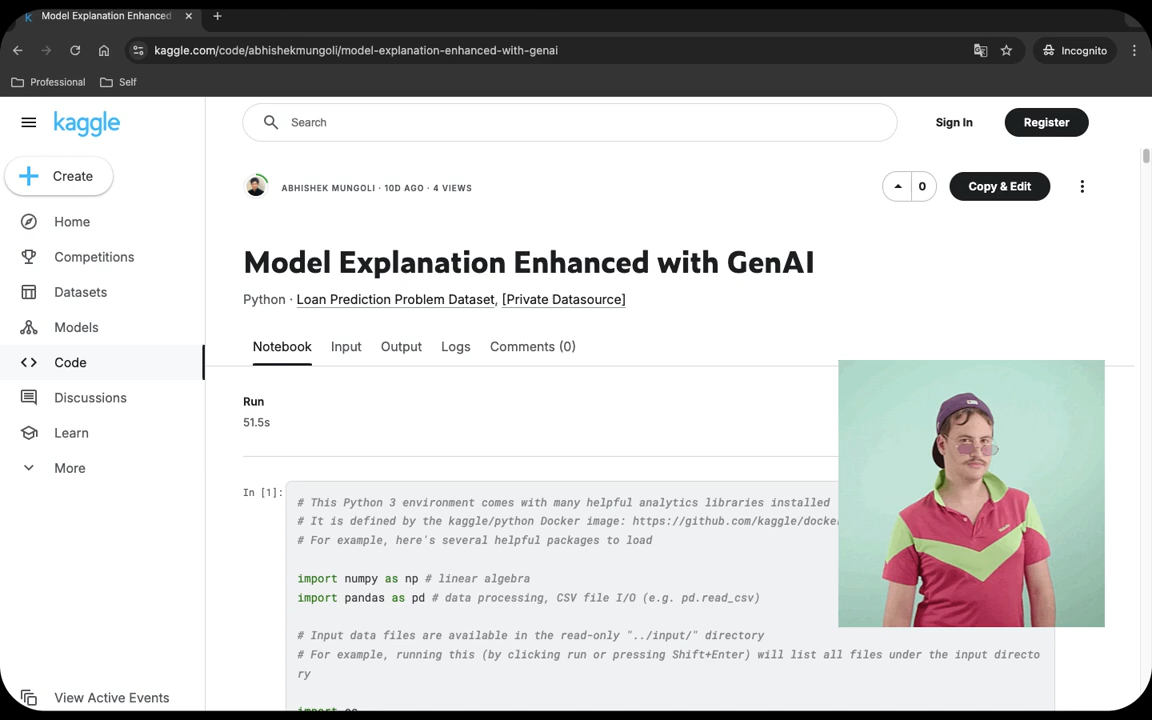 Model Explanation Enhanced
kaggle.com/code/abhishekmungoli/model-explanation-enhanced-with-genai
Incognito
Professional
Self
kaggle
Search
Sign In
Register
Create
ABHISHEK MUNGOLI · 10D AGO · 4 VIEWS
0
Copy & Edit
Home
Competitions
Datasets
Models
Code
Discussions
Learn
More
View Active Events
Model Explanation Enhanced with GenAI
Python · Loan Prediction Problem Dataset, [Private Datasource]
Notebook
Input
Output
Logs
Comments (0)
Run
51.5s
In [1]:
# This Python 3 environment comes with many helpful analytics libraries installed
# It is defined by the kaggle/python Docker image: https://github.com/kaggle/docker
# For example, here's several helpful packages to load
import numpy as np # linear algebra
import pandas as pd # data processing, CSV file I/O (e.g. pd.read_csv)
# Input data files are available in the read-only "../input/" directory
# For example, running this (by clicking run or pressing Shift+Enter) will list all files under the input directo
ry
import os